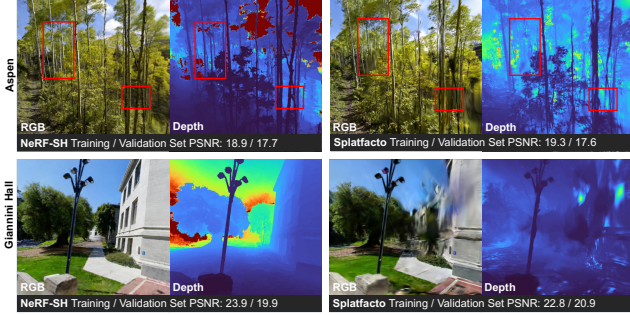 Aspen
RGB
Depth
NeRF-SH Training / Validation Set PSNR: 18.9 / 17.7
RGB
Depth
Splatfacto Training / Validation Set PSNR: 19.3 / 17.6
Giannini Hall
RGB
Depth
NeRF-SH Training / Validation Set PSNR: 23.9 / 19.9
RGB
Depth
Splatfacto Training / Validation Set PSNR: 22.8 / 20.9